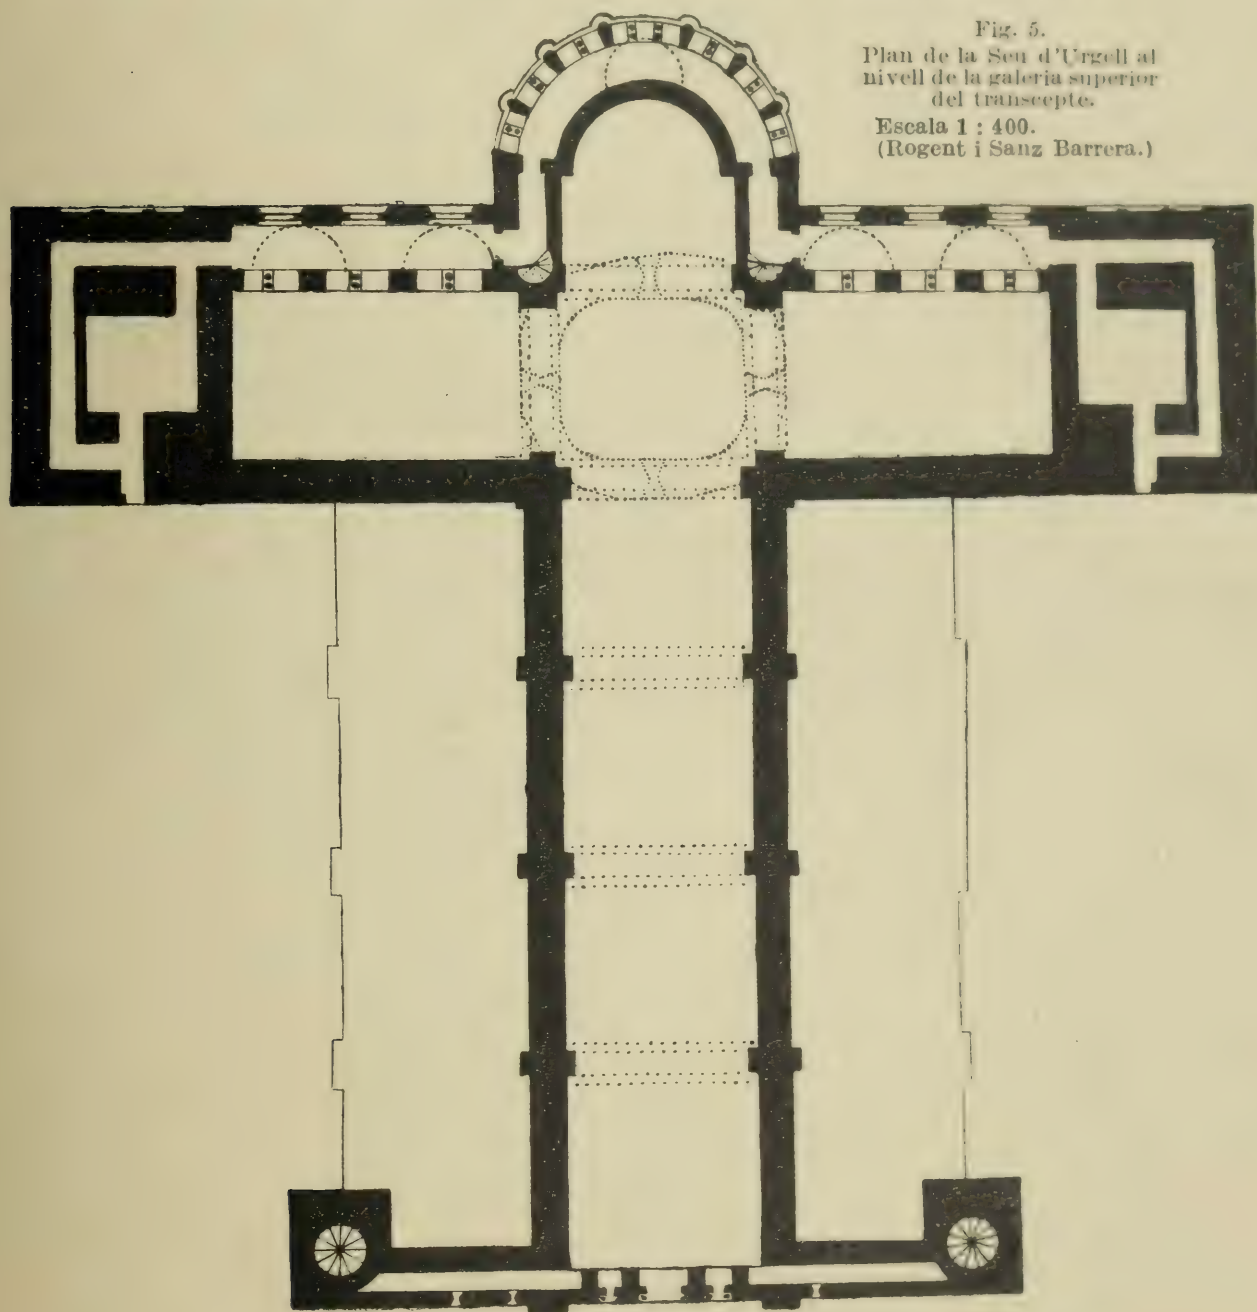 Fig. 5.
Plan de la Seu d'Urgell al
nivell de la galeria superior
del transcepte.
Escala 1 : 400.
(Rogent i Sanz Barrera.)